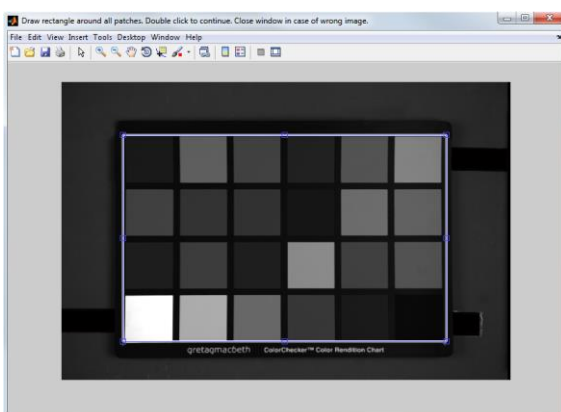 Draw rectangle around all patches. Double click to continue. Close window in case of wrong image.
File Edit View Insert Tools Desktop Window Help
gretagmacbeth ColorChecker™ Color Rendition Chart